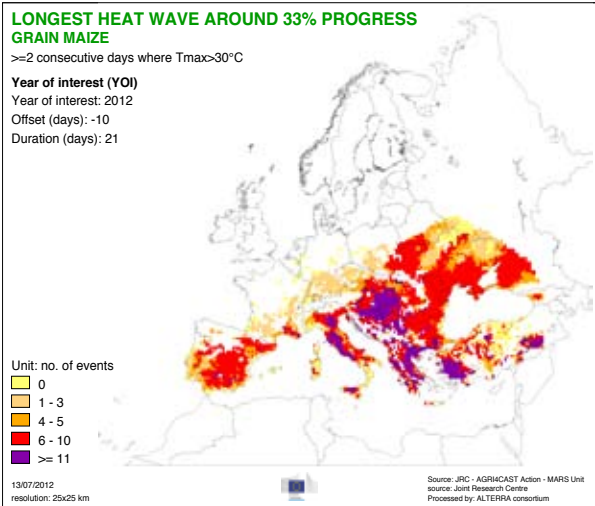 LONGEST HEAT WAVE AROUND 33% PROGRESS
GRAIN MAIZE
>=2 consecutive days where Tmax>30°C
Year of interest (YOI)
Year of interest: 2012
Offset (days): -10
Duration (days): 21
Unit: no. of events
0
1 - 3
4 - 5
6 - 10
>= 11
13/07/2012
resolution: 25x25 km
Source: JRC - AGRI4CAST Action - MARS Unit
source: Joint Research Centre
Processed by: ALTERRA consortium